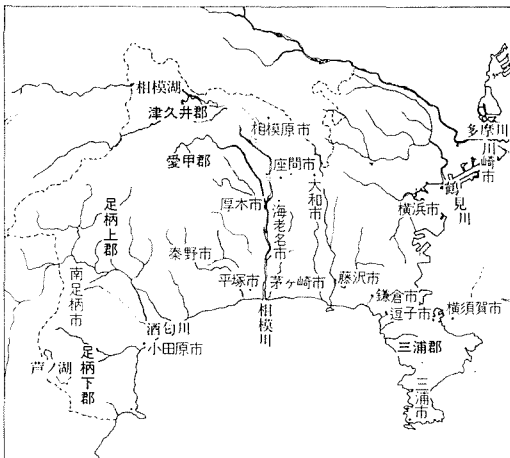 相模湖
津久井郡
相模原市
多摩川
川崎市
愛甲郡
座間市
大和市
鶴見川
厚木市
海老名市
横浜市
足柄上郡
秦野市
南足柄市
平塚市
茅ヶ崎市
藤沢市
鎌倉市
横須賀市
逗子市
酒匂川
相模川
小田原市
芦ノ湖
足柄下郡
三浦郡
三浦市